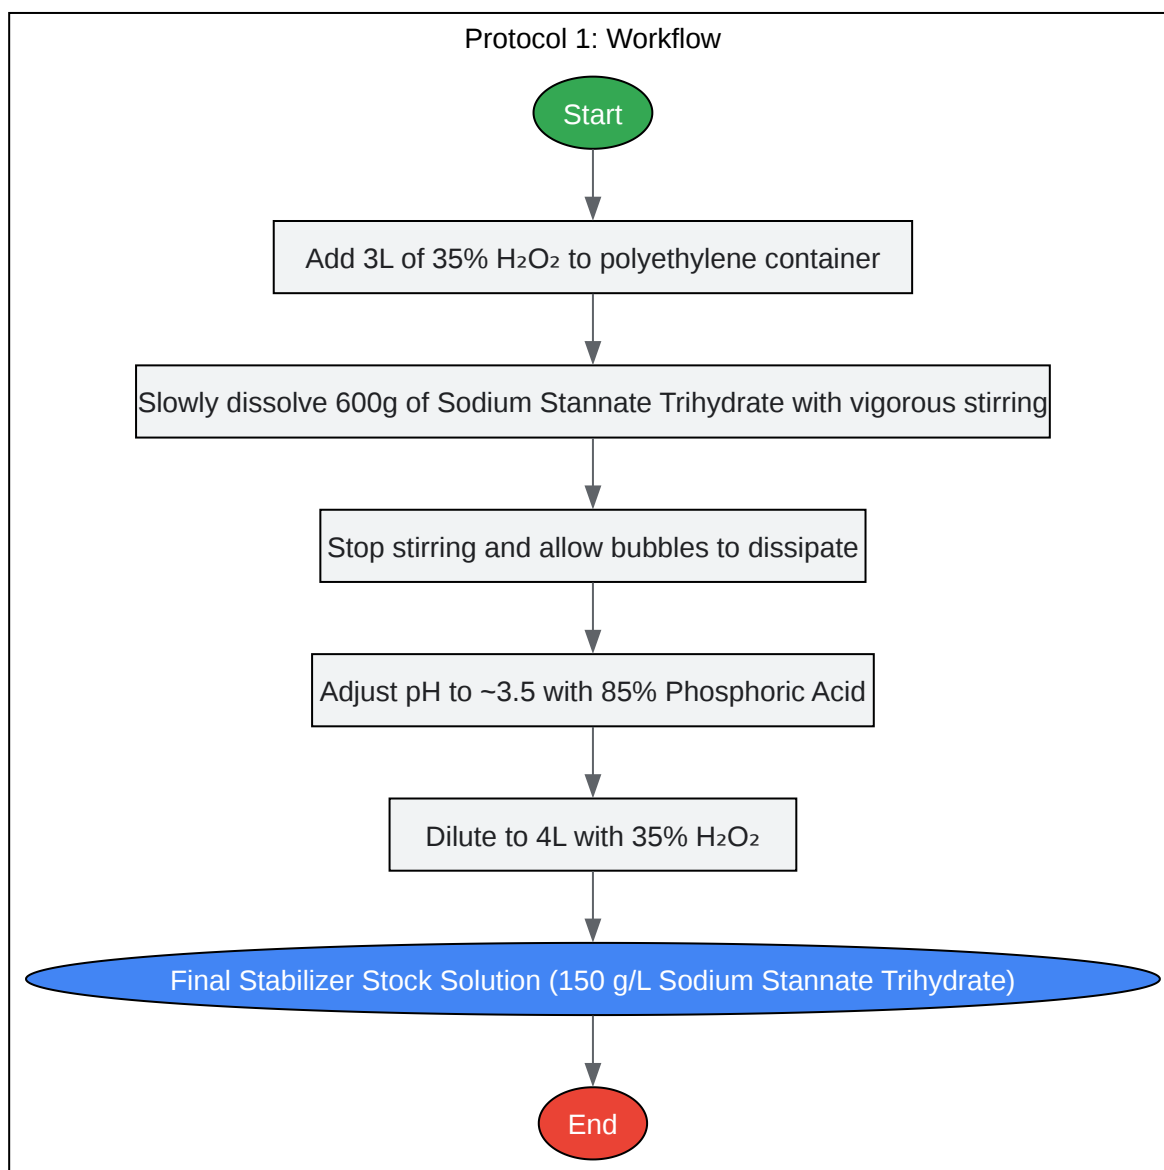 Protocol 1: Workflow
Start
Add 3L of 35% H₂O₂ to polyethylene container
Slowly dissolve 600g of Sodium Stannate Trihydrate with vigorous stirring
Stop stirring and allow bubbles to dissipate
Adjust pH to ~3.5 with 85% Phosphoric Acid
Dilute to 4L with 35% H₂O₂
Final Stabilizer Stock Solution (150 g/L Sodium Stannate Trihydrate)
End